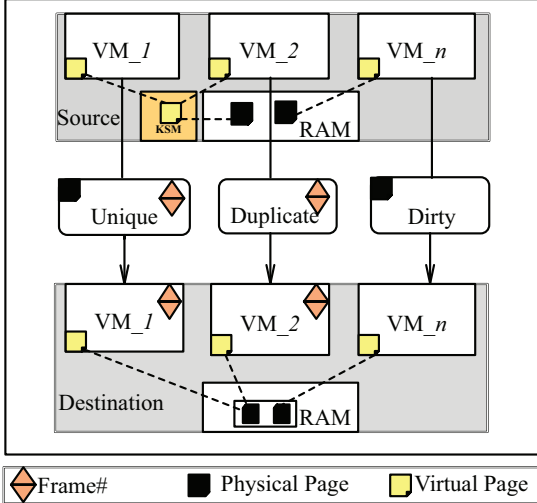 VM_1 VM_2 VM_n
Source KSM RAM
Unique Duplicate Dirty
VM_1 VM_2 VM_n
Destination RAM
Frame# Physical Page Virtual Page